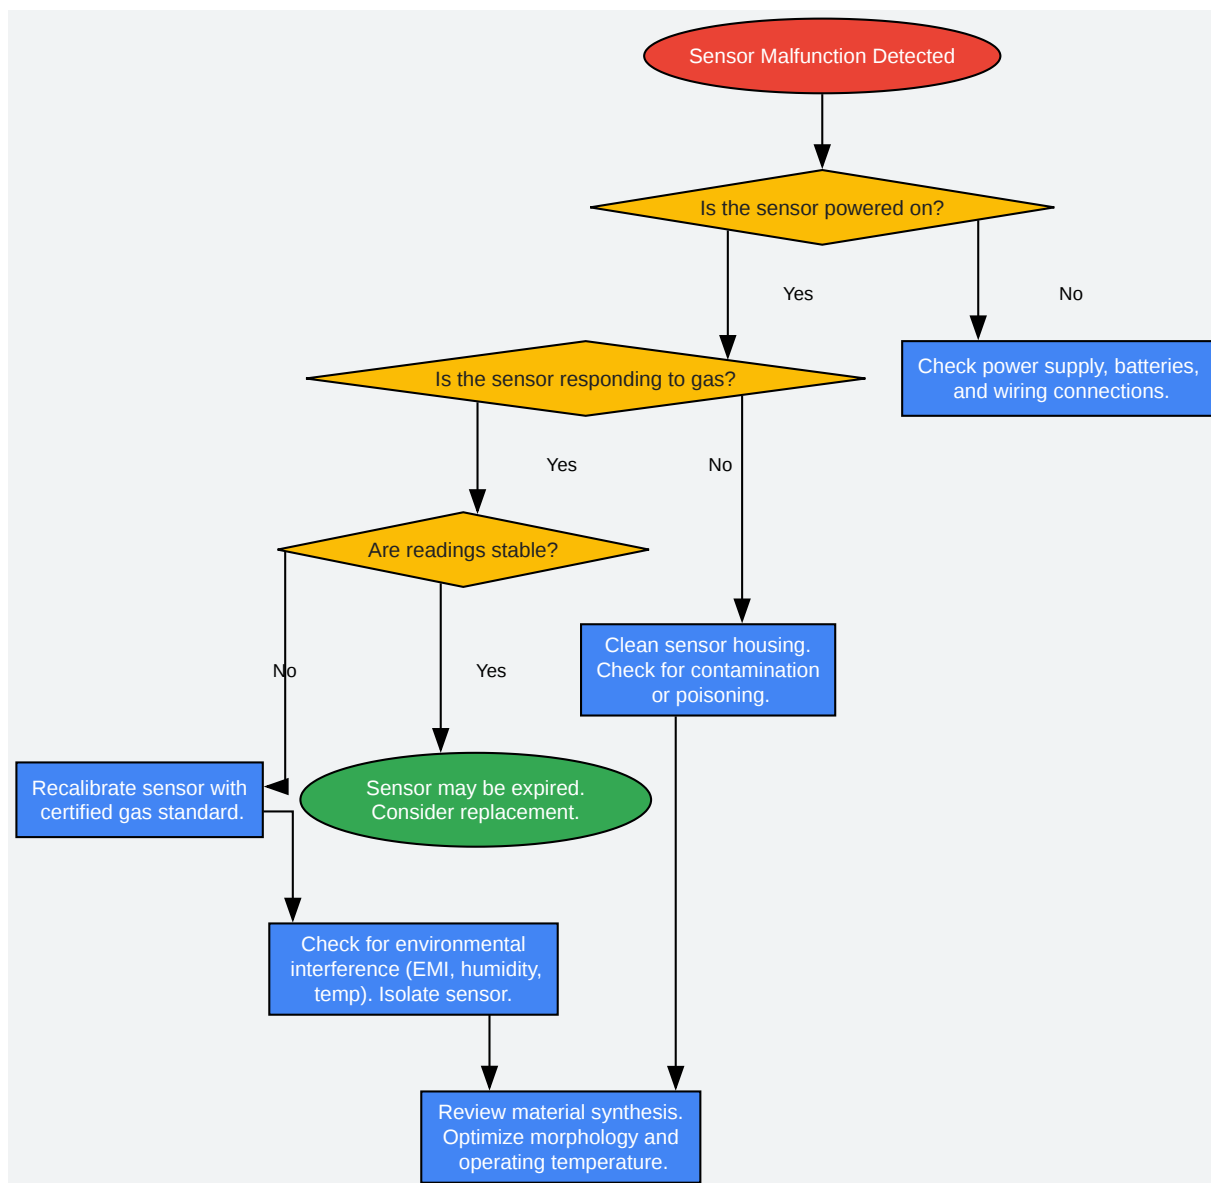 Sensor Malfunction Detected
Is the sensor powered on?
Yes
No
Is the sensor responding to gas?
Check power supply, batteries,
and wiring connections.
Yes
No
Are readings stable?
Clean sensor housing.
Check for contamination
or poisoning.
No
Yes
Recalibrate sensor with
certified gas standard.
Sensor may be expired.
Consider replacement.
Check for environmental
interference (EMI, humidity,
temp). Isolate sensor.
Review material synthesis.
Optimize morphology and
operating temperature.